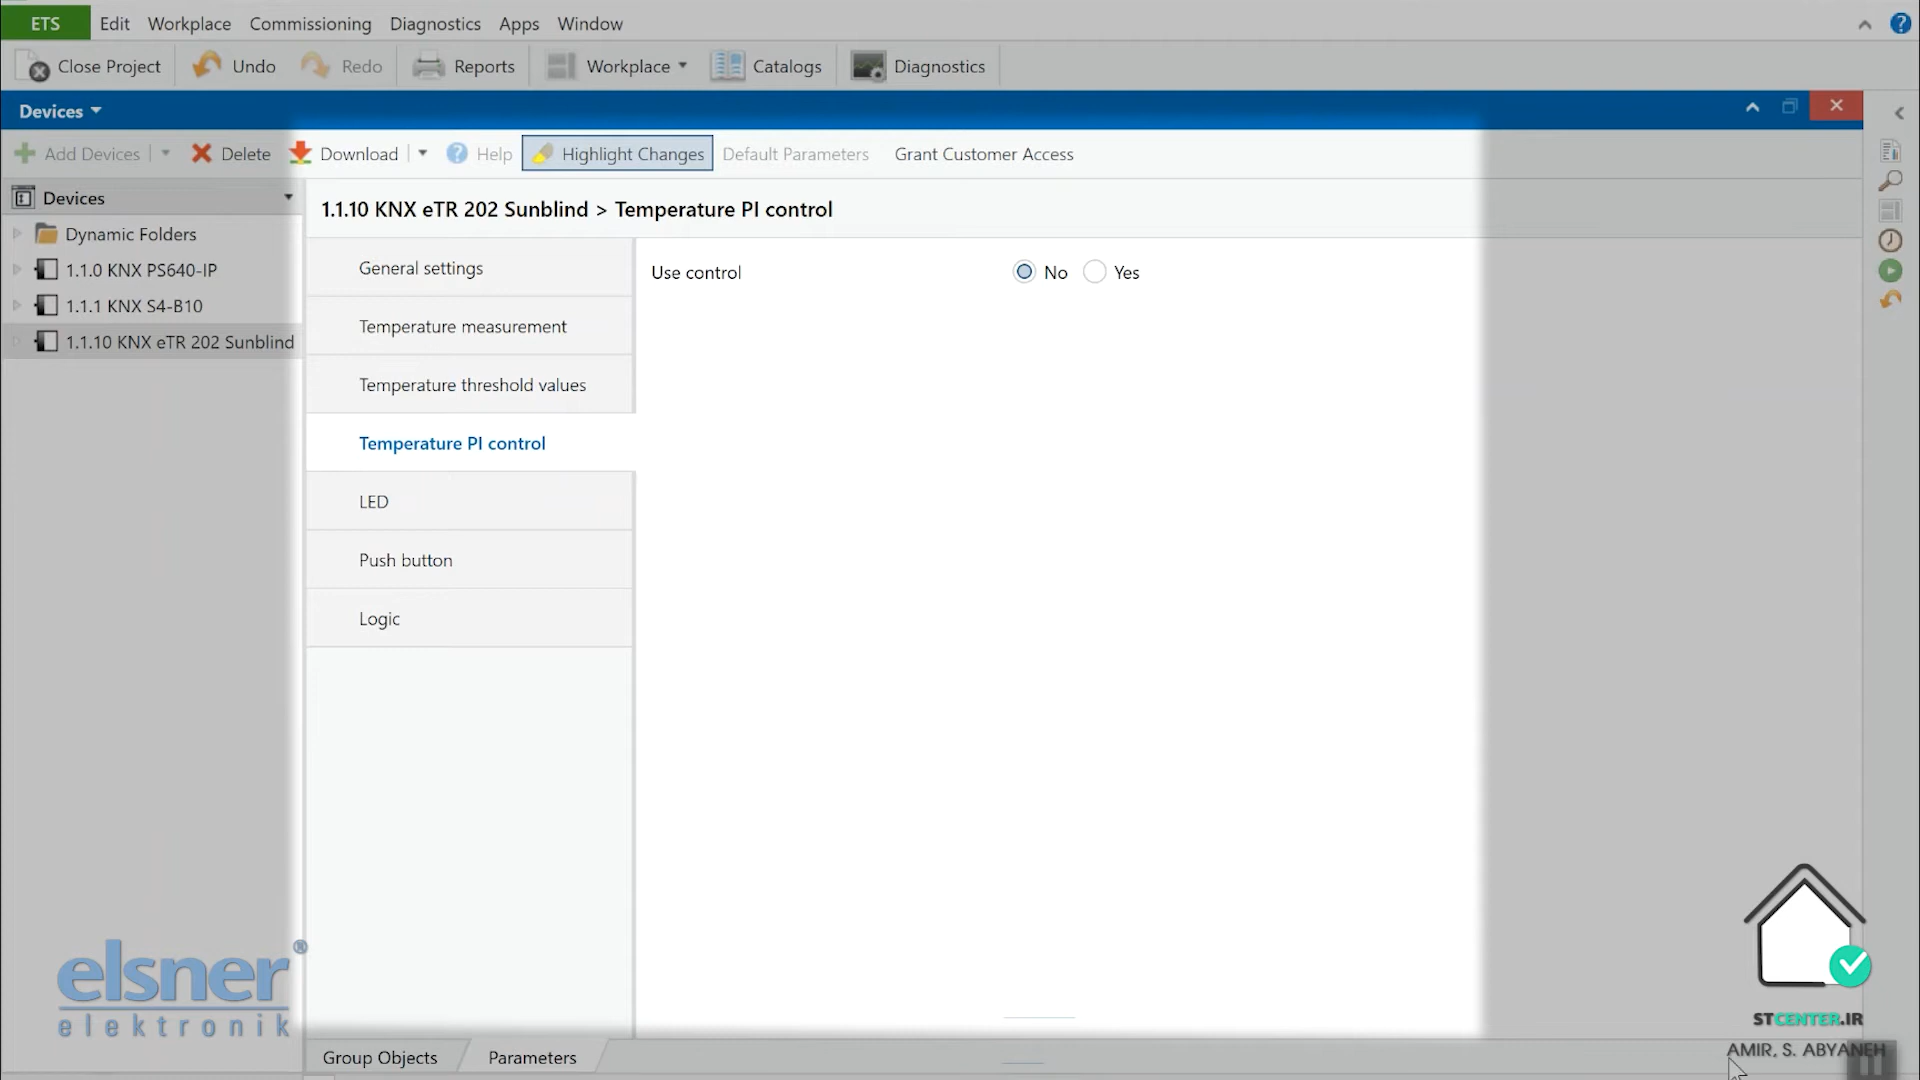 ETS Edit Workplace Commissioning Diagnostics Apps Window
Close Project Undo Redo Reports Workplace Catalogs Diagnostics
Devices
Add Devices Delete Download Help Highlight Changes Default Parameters Grant Customer Access
Devices
Dynamic Folders
1.1.0 KNX PS640-IP
1.1.1 KNX S4-B10
1.1.10 KNX eTR 202 Sunblind
1.1.10 KNX eTR 202 Sunblind > Temperature PI control
General settings
Temperature measurement
Temperature threshold values
Temperature PI control
LED
Push button
Logic
Use control No Yes
elsner®
elektronik
STCENTER.IR
AMIR, S. ABYANEH
Group Objects Parameters